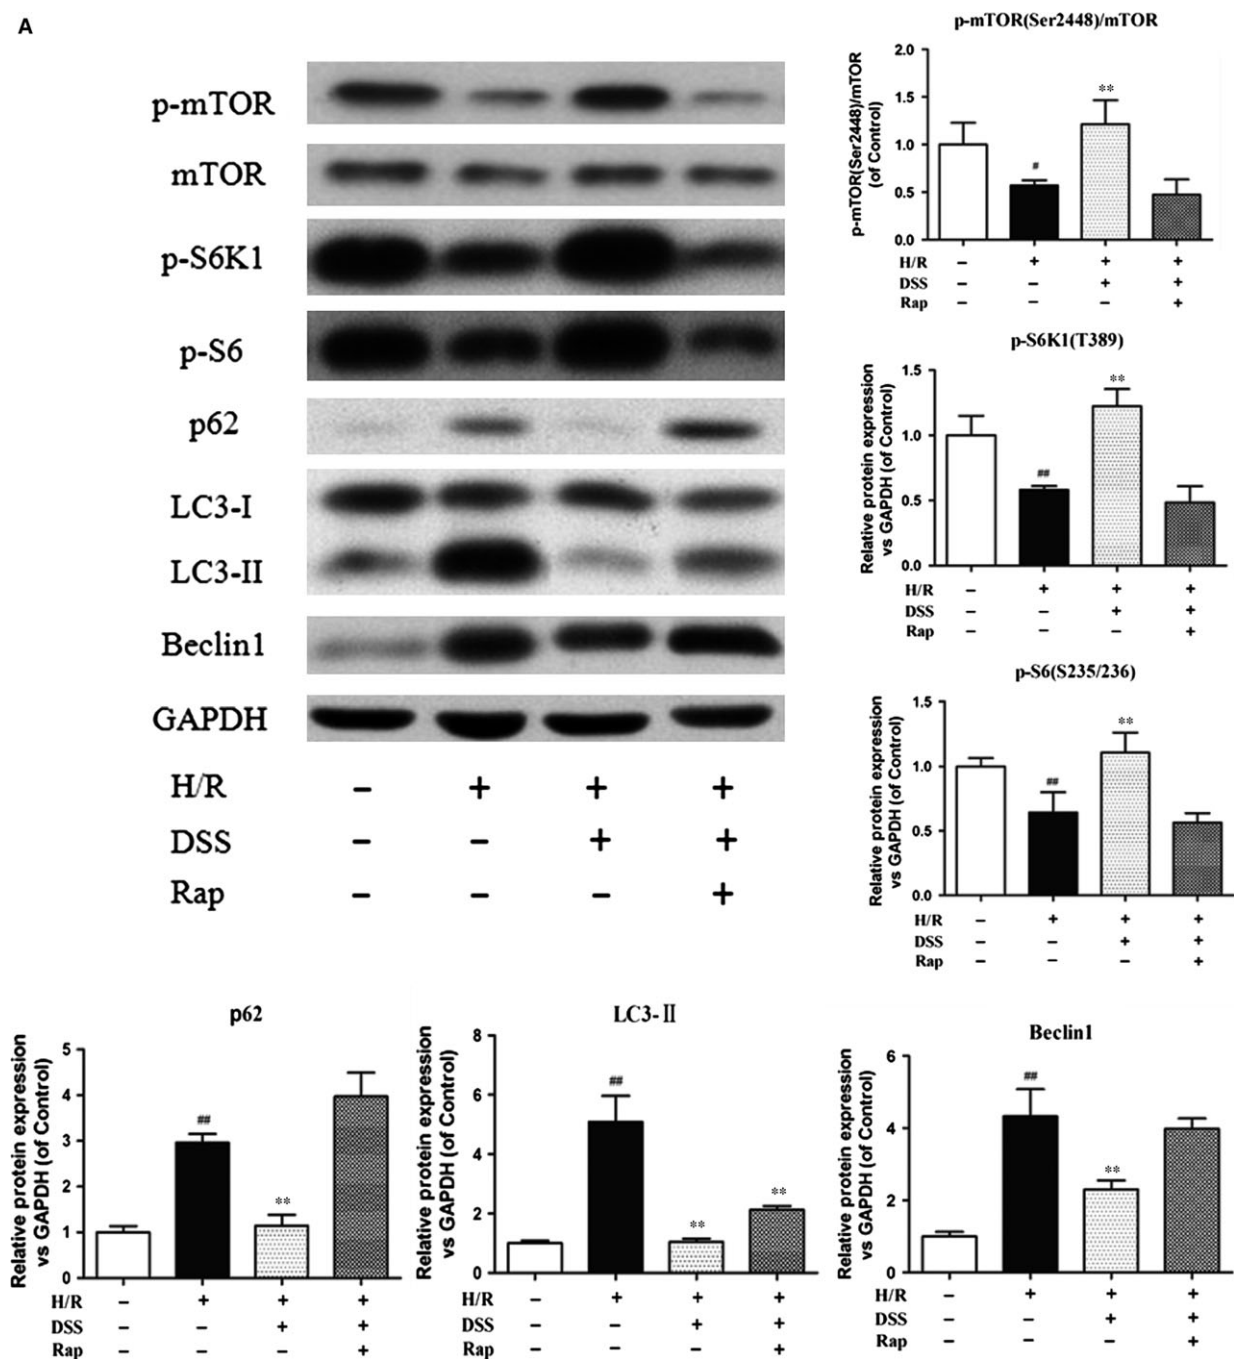 A
p-mTOR
mTOR
p-S6K1
p-S6
p62
LC3-I
LC3-II
Beclin1
GAPDH
H/R − + + +
DSS − − + +
Rap − − − +
p-mTOR(Ser2448)/mTOR
p-mTOR(Ser2448)/mTOR
(of Control)
2.0
1.5
1.0
0.5
0.0
#
**
H/R − + + +
DSS − − + +
Rap − − − +
p-S6K1(T389)
Relative protein expression
vs GAPDH (of Control)
1.5
1.0
0.5
0.0
##
**
H/R − + + +
DSS − − + +
Rap − − − +
p-S6(S235/236)
Relative protein expression
vs GAPDH (of Control)
1.5
1.0
0.5
0.0
##
**
H/R − + + +
DSS − − + +
Rap − − − +
p62
Relative protein expression
vs GAPDH (of Control)
5
4
3
2
1
0
##
**
H/R − + + +
DSS − − + +
Rap − − − +
LC3-II
Relative protein expression
vs GAPDH (of Control)
8
6
4
2
0
##
**
**
H/R − + + +
DSS − − + +
Rap − − − +
Beclin1
Relative protein expression
vs GAPDH (of Control)
6
4
2
0
##
**
H/R − + + +
DSS − − + +
Rap − − − +